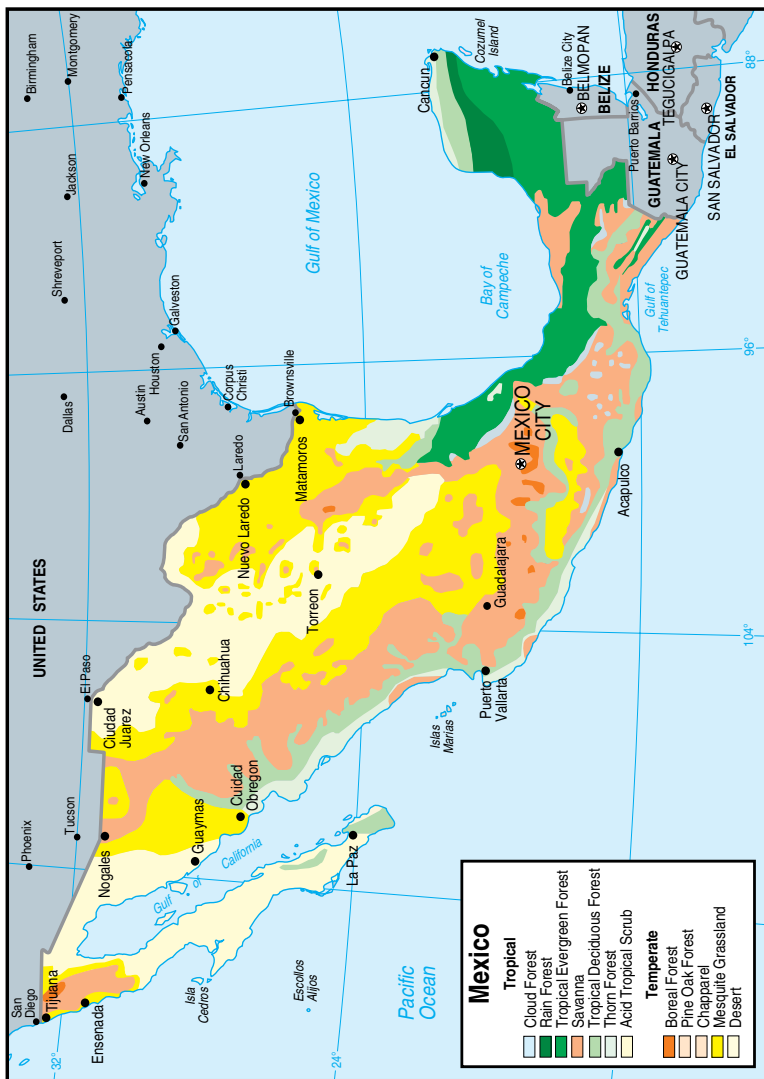 Mexico
Tropical
Cloud Forest
Rain Forest
Tropical Evergreen Forest
Savanna
Tropical Deciduous Forest
Thorn Forest
Acid Tropical Scrub
Temperate
Boreal Forest
Pine Oak Forest
Chapparel
Mesquite Grassland
Desert
UNITED STATES
Phoenix
Tucson
San
Diego
Tijuana
Ensenada
Nogales
El Paso
Ciudad
Juarez
Chihuahua
Guaymas
Cuidad
Obregon
La Paz
Gulf of California
Isla
Cedros
Escollos
Alijos
Pacific
Ocean
Islas
Marias
Puerto
Vallarta
Guadalajara
Torreon
Nuevo Laredo
Laredo
Matamoros
Brownsville
Corpus
Christi
San Antonio
Austin
Houston
Galveston
Dallas
Shreveport
Jackson
New Orleans
Pensacola
Montgomery
Birmingham
Gulf of Mexico
Bay of
Campeche
MEXICO
CITY
Acapulco
Gulf of
Tehuantepec
Cancun
Cozumel
Island
Belize City
BELMOPAN
BELIZE
Puerto Barrios
GUATEMALA
GUATEMALA CITY
HONDURAS
TEGUCIGALPA
SAN SALVADOR
EL SALVADOR
32°
24°
104°
96°
88°